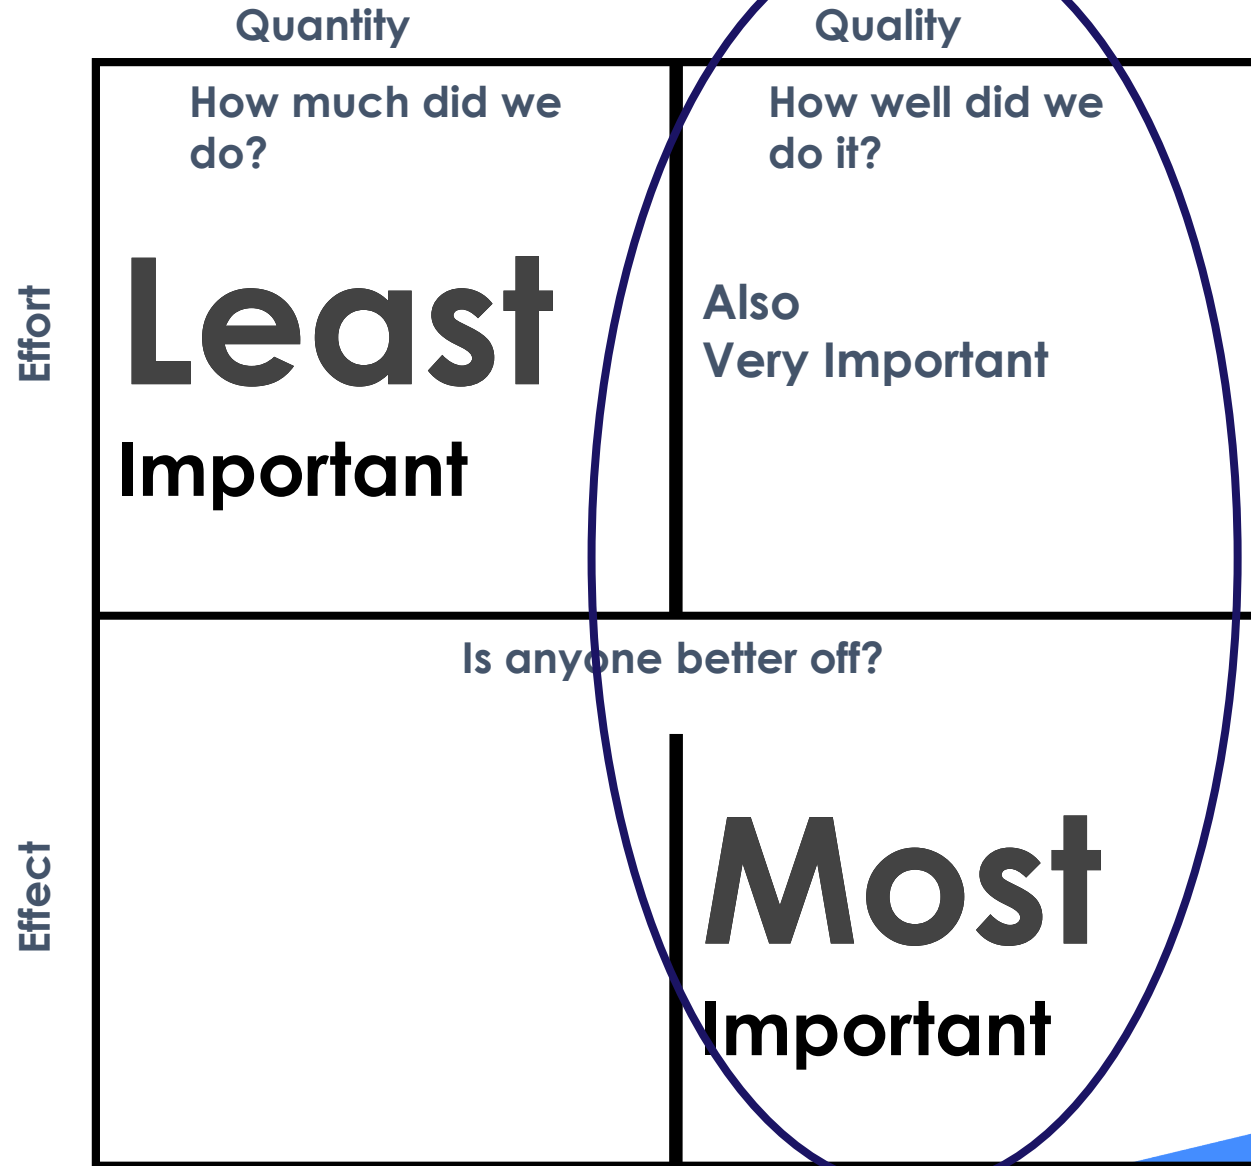 Quantity
Quality
How much did we
do?
How well did we
do it?
Effort
Least
Important
Also
Very Important
Is anyone better off?
Effect
Most
Important